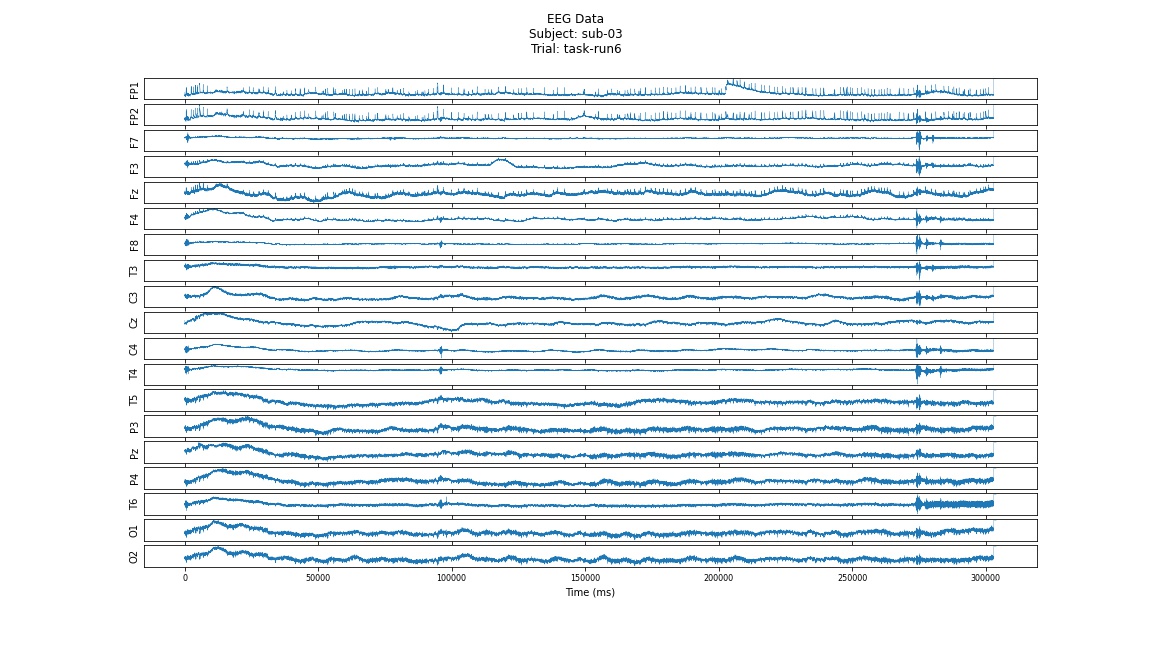 EEG Data
Subject: sub-03
Trial: task-run6
FP1
FP2
F7
F3
Fz
F4
F8
T3
C3
Cz
C4
T4
T5
P3
Pz
P4
T6
O1
O2
0 50000 100000 150000 200000 250000 300000
Time (ms)